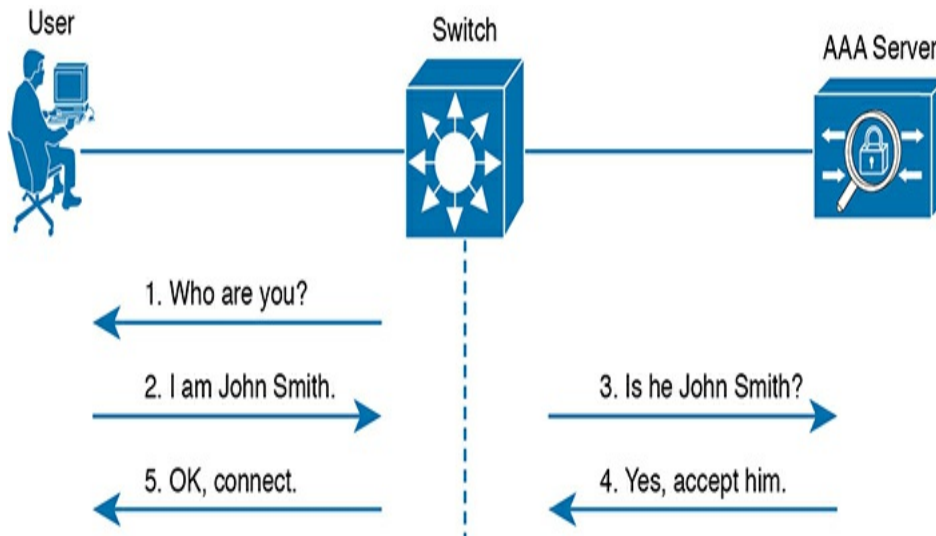 User
Switch
AAA Server
1. Who are you?
2. I am John Smith.
3. Is he John Smith?
5. OK, connect.
4. Yes, accept him.